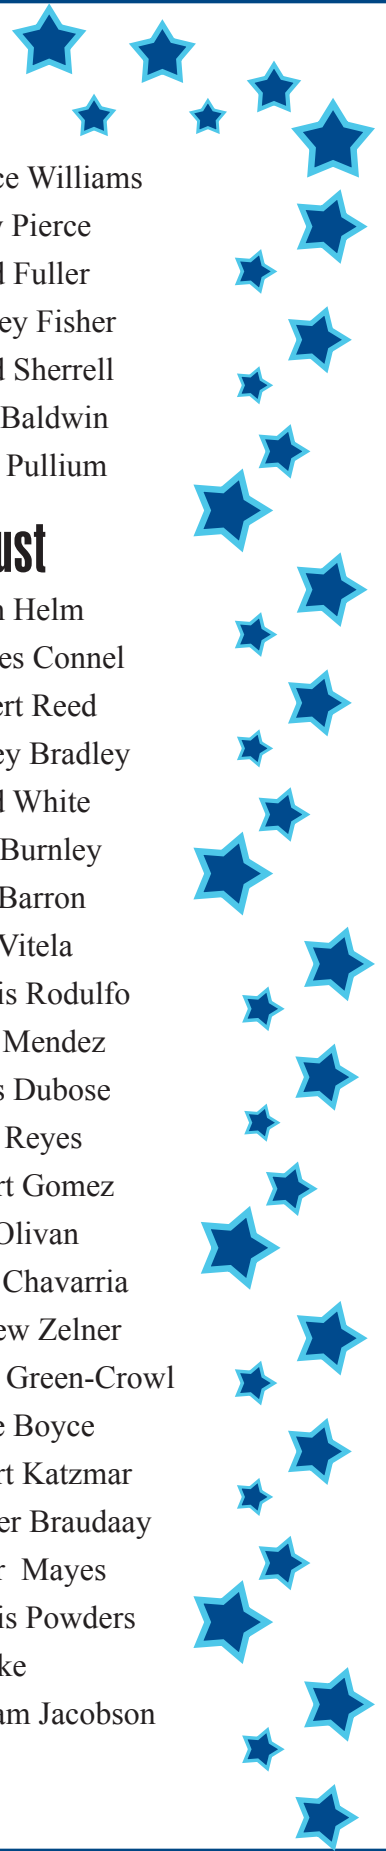 ce Williams
y Pierce
d Fuller
ey Fisher
d Sherrell
Baldwin
Pullium
ust
n Helm
es Connel
ert Reed
ey Bradley
d White
Burnley
Barron
Vitela
is Rodulfo
Mendez
s Dubose
Reyes
rt Gomez
Olivan
Chavarria
ew Zelner
Green-Crowl
e Boyce
rt Katzmar
er Braudaay
r Mayes
is Powders
ke
am Jacobson